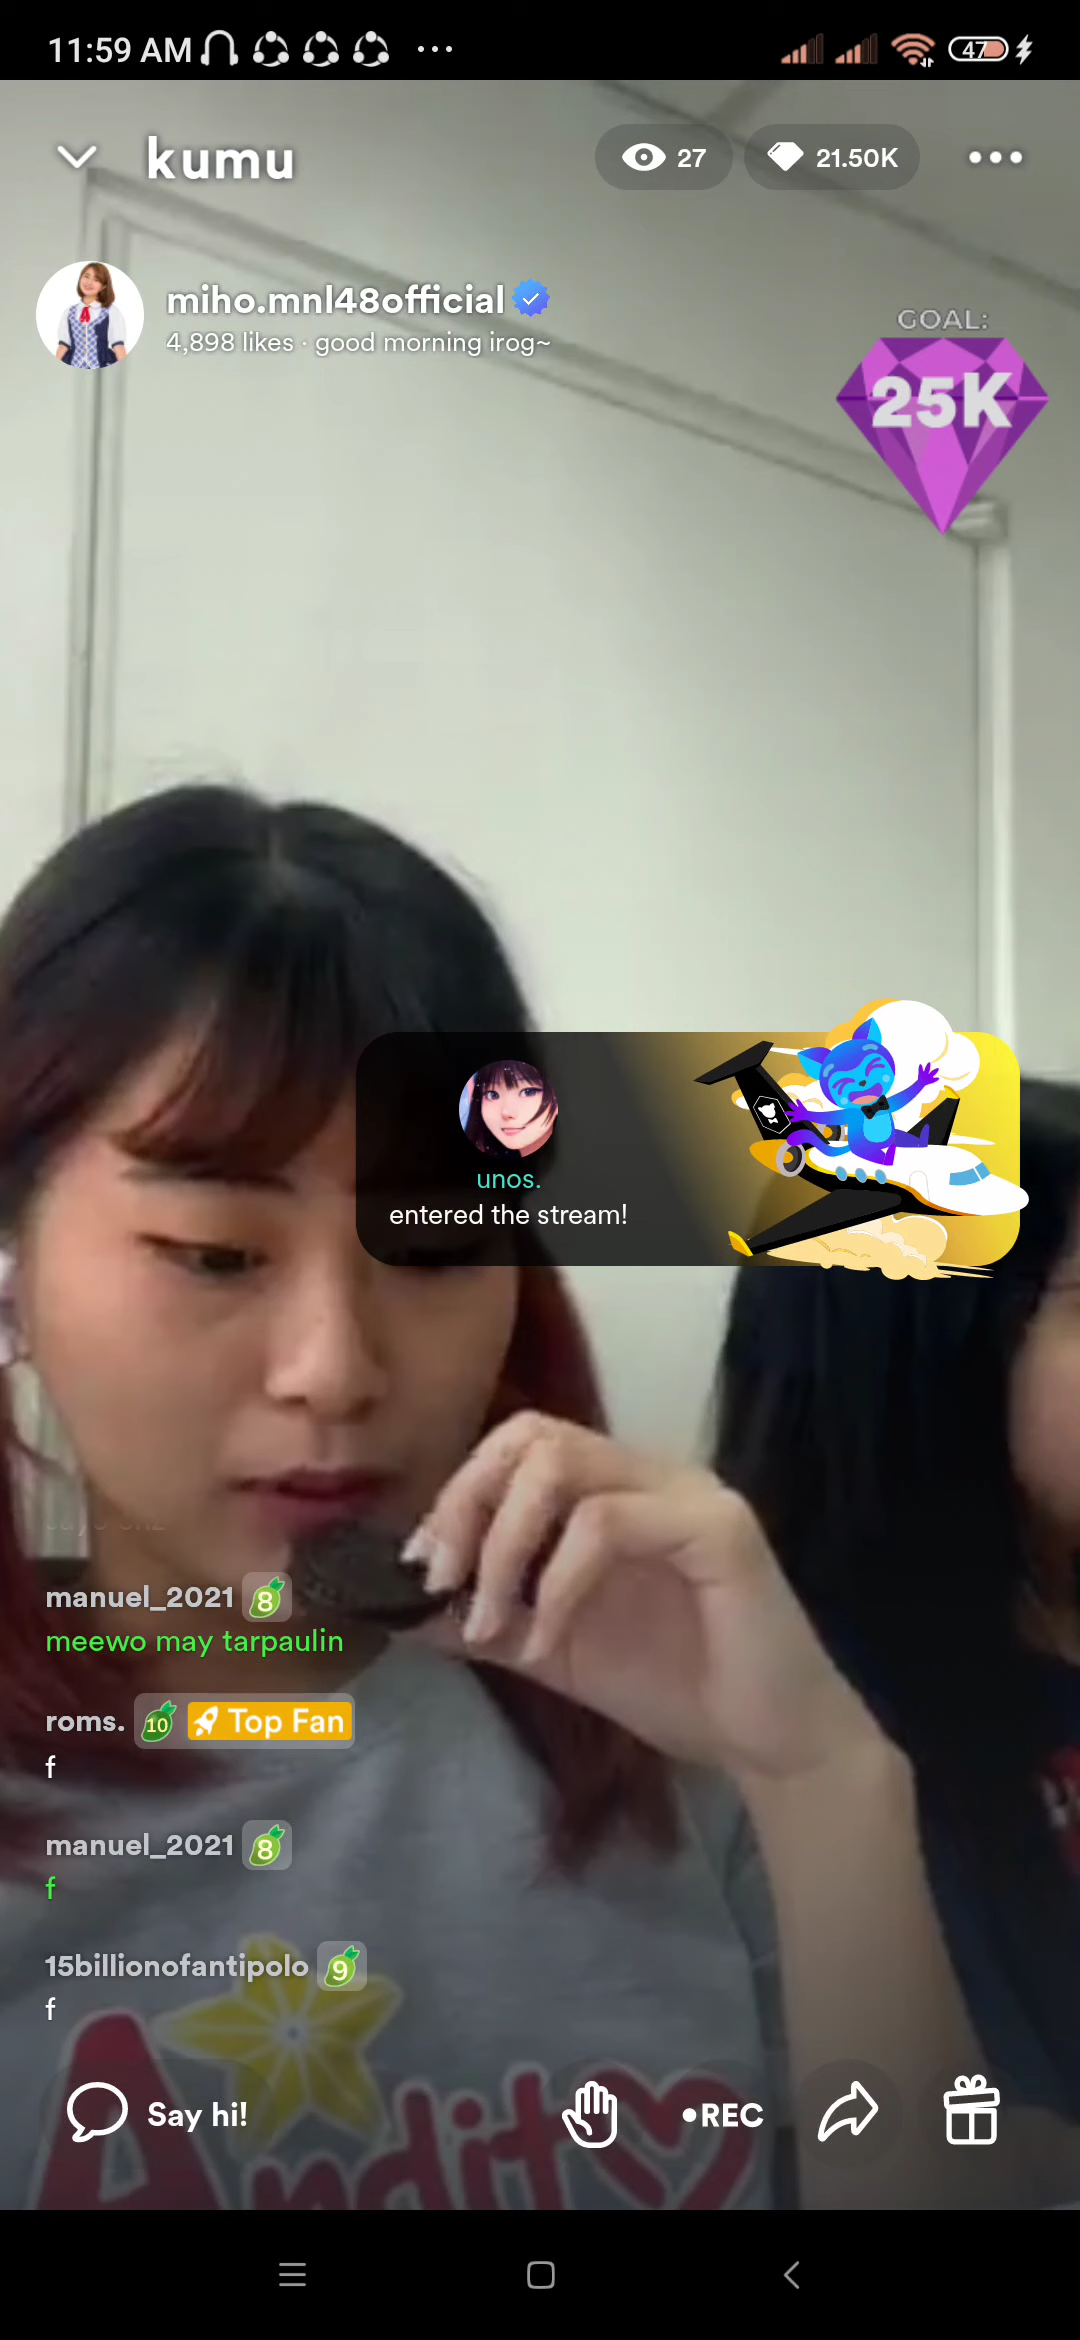 11:59 AM
47
kumu
27
21.50K
miho.mnl48official
4,898 likes · good morning irog~
GOAL:
25K
unos.
entered the stream!
manuel_2021 8
meewo may tarpaulin
roms. 10 Top Fan
f
manuel_2021 8
f
15billionofantipolo 9
f
Say hi!
•REC
Andit